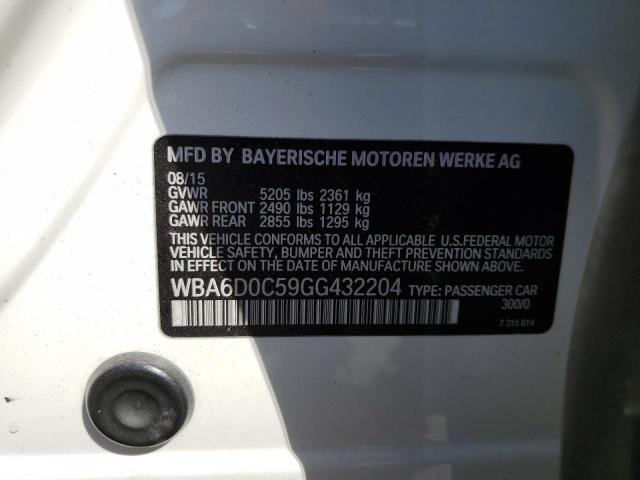 MFD BY BAYERISCHE MOTOREN WERKE AG
08/15
GVWR 5205 lbs 2361 kg
GAWR FRONT 2490 lbs 1129 kg
GAWR REAR 2855 lbs 1295 kg
THIS VEHICLE CONFORMS TO ALL APPLICABLE U.S.FEDERAL MOTOR
VEHICLE SAFETY, BUMPER, AND THEFT PREVENTION STANDARDS IN
EFFECT ON THE DATE OF MANUFACTURE SHOWN ABOVE.
WBA6D0C59GG432204 TYPE: PASSENGER CAR
300/0
7 315 814